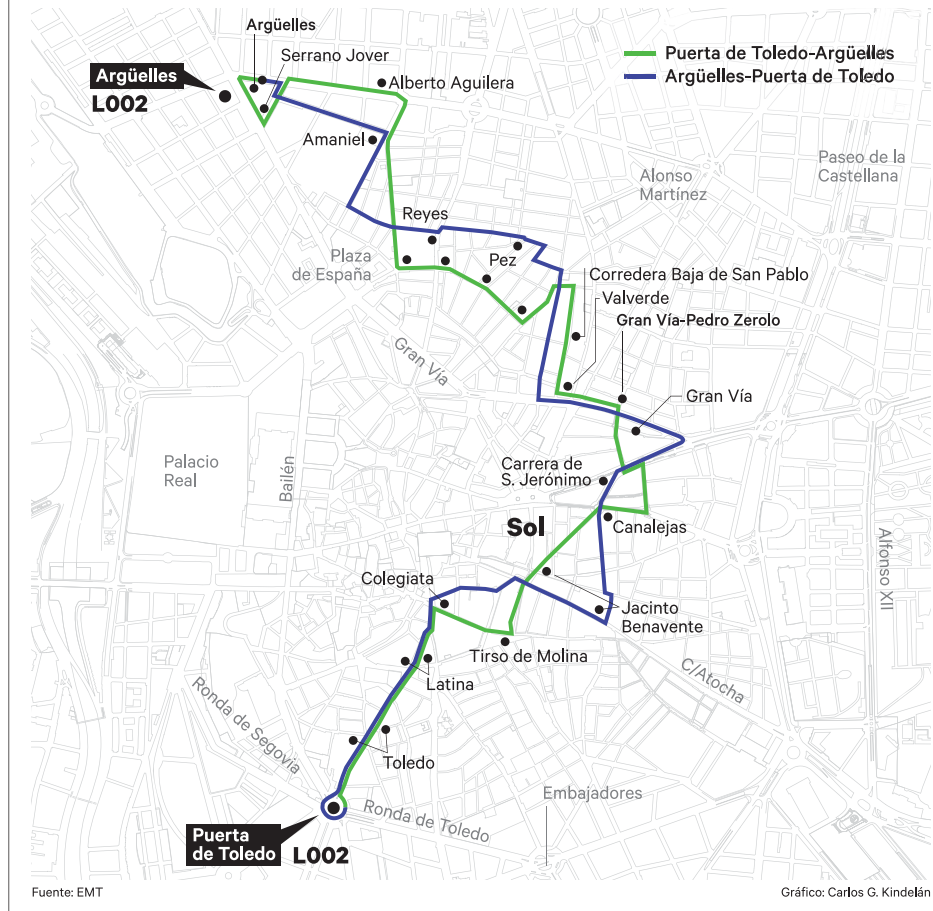 Argüelles
Serrano Jover
Puerta de Toledo-Argüelles
Argüelles-Puerta de Toledo
Argüelles
L002
Alberto Aguilera
Amaniel
Paseo de la
Castellana
Alonso
Martínez
Reyes
Plaza
de España
Pez
Corredera Baja de San Pablo
Valverde
Gran Vía-Pedro Zerolo
Gran Vía
Gran Vía
Palacio
Real
Bailén
Carrera de
S. Jerónimo
Sol
Canalejas
Alfonso XII
Colegiata
Jacinto
Benavente
Tirso de Molina
C/Atocha
Latina
Ronda de Segovia
Toledo
Embajadores
Ronda de Toledo
Puerta
de Toledo
L002
Fuente: EMT
Gráfico: Carlos G. Kindelán